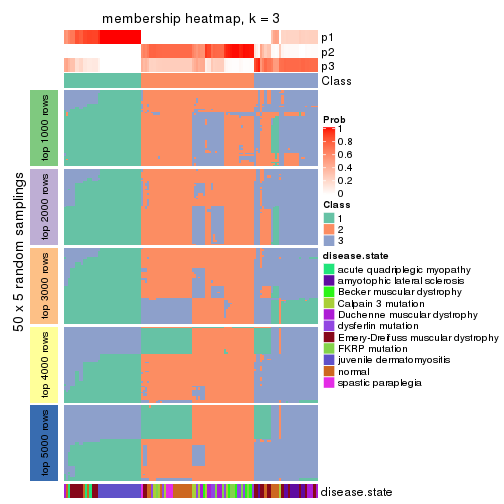 membership heatmap, k = 3
p1
p2
p3
Class
50 x 5 random samplings
top 1000 rows
top 2000 rows
top 3000 rows
top 4000 rows
top 5000 rows
disease.state
Prob
1
0.8
0.6
0.4
0.2
0
Class
1
2
3
disease.state
acute quadriplegic myopathy
amyotophic lateral sclerosis
Becker muscular dystrophy
Calpain 3 mutation
Duchenne muscular dystrophy
dysferlin mutation
Emery-Dreifuss muscular dystrophy
FKRP mutation
juvenile dermatomyositis
normal
spastic paraplegia